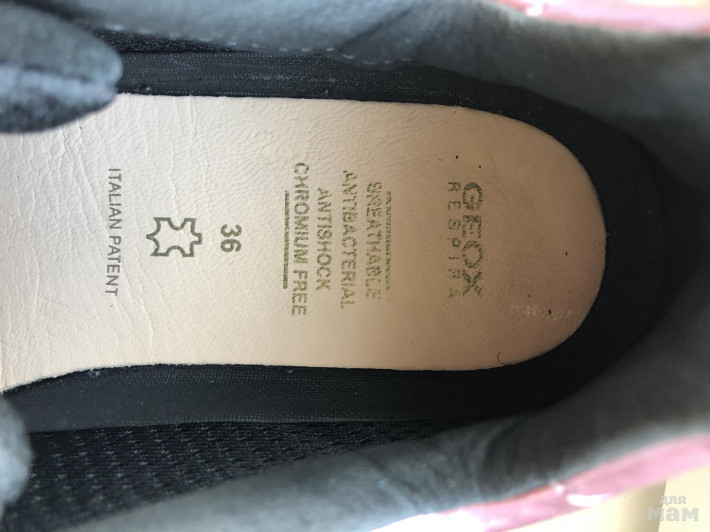 GEOX
RESPIRA
BREATHABLE
ANTIBACTERIAL
ANTISHOCK
CHROMIUM FREE
36
ITALIAN PATENT
для
мам